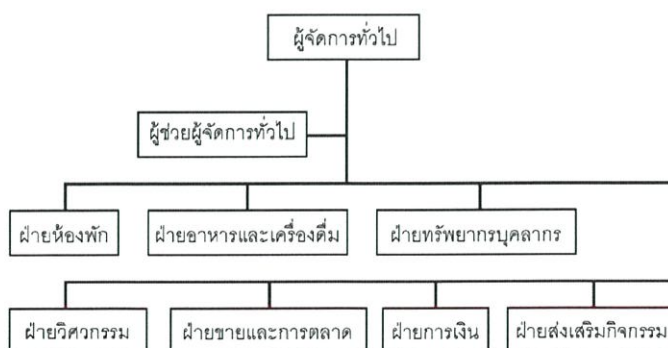 ผู้จัดการทั่วไป
ผู้ช่วยผู้จัดการทั่วไป
ฝ่ายห้องพัก
ฝ่ายอาหารและเครื่องดื่ม
ฝ่ายทรัพยากรบุคลากร
ฝ่ายวิศวกรรม
ฝ่ายขายและการตลาด
ฝ่ายการเงิน
ฝ่ายส่งเสริมกิจกรรม